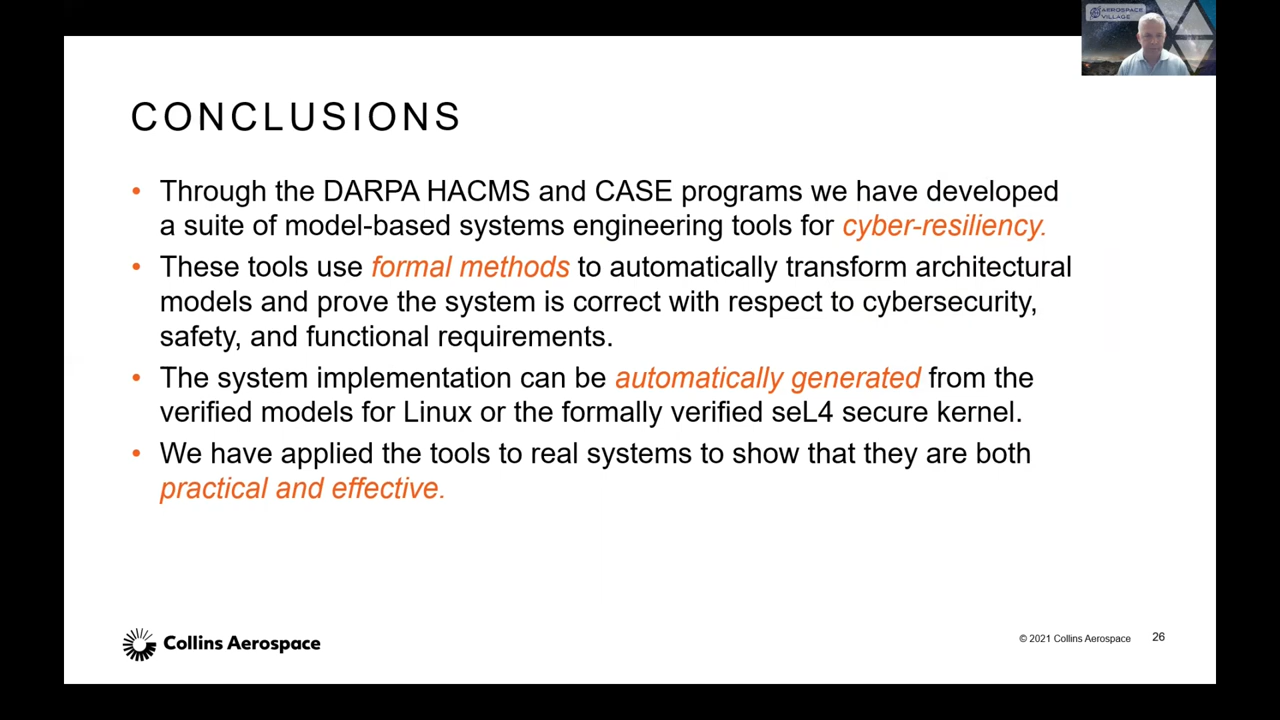 AEROSPACE
VILLAGE
CONCLUSIONS
• Through the DARPA HACMS and CASE programs we have developed
a suite of model-based systems engineering tools for cyber-resiliency.
• These tools use formal methods to automatically transform architectural
models and prove the system is correct with respect to cybersecurity,
safety, and functional requirements.
• The system implementation can be automatically generated from the
verified models for Linux or the formally verified seL4 secure kernel.
• We have applied the tools to real systems to show that they are both
practical and effective.
Collins Aerospace
© 2021 Collins Aerospace 26